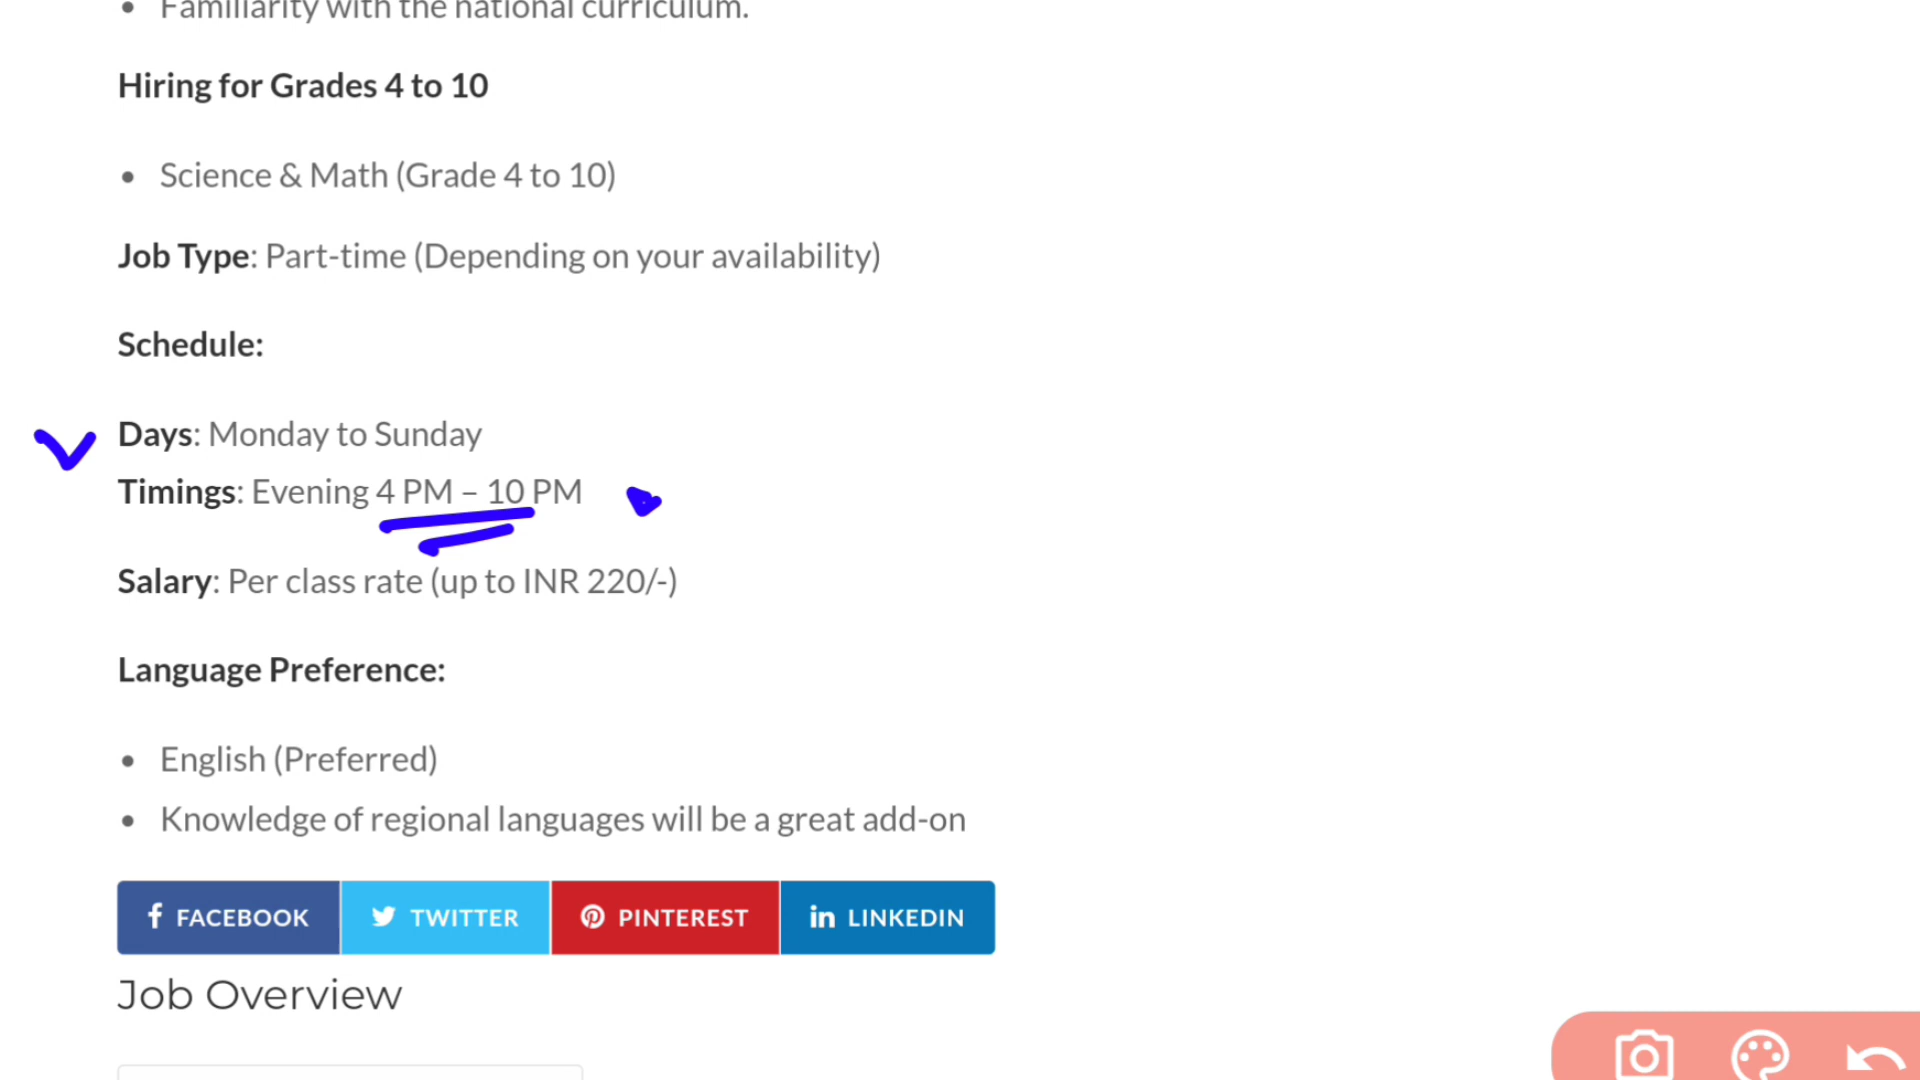 Familiarity with the national curriculum.
Hiring for Grades 4 to 10
Science & Math (Grade 4 to 10)
Job Type: Part-time (Depending on your availability)
Schedule:
Days: Monday to Sunday
Timings: Evening 4 PM – 10 PM
Salary: Per class rate (up to INR 220/-)
Language Preference:
English (Preferred)
Knowledge of regional languages will be a great add-on
FACEBOOK TWITTER PINTEREST LINKEDIN
Job Overview